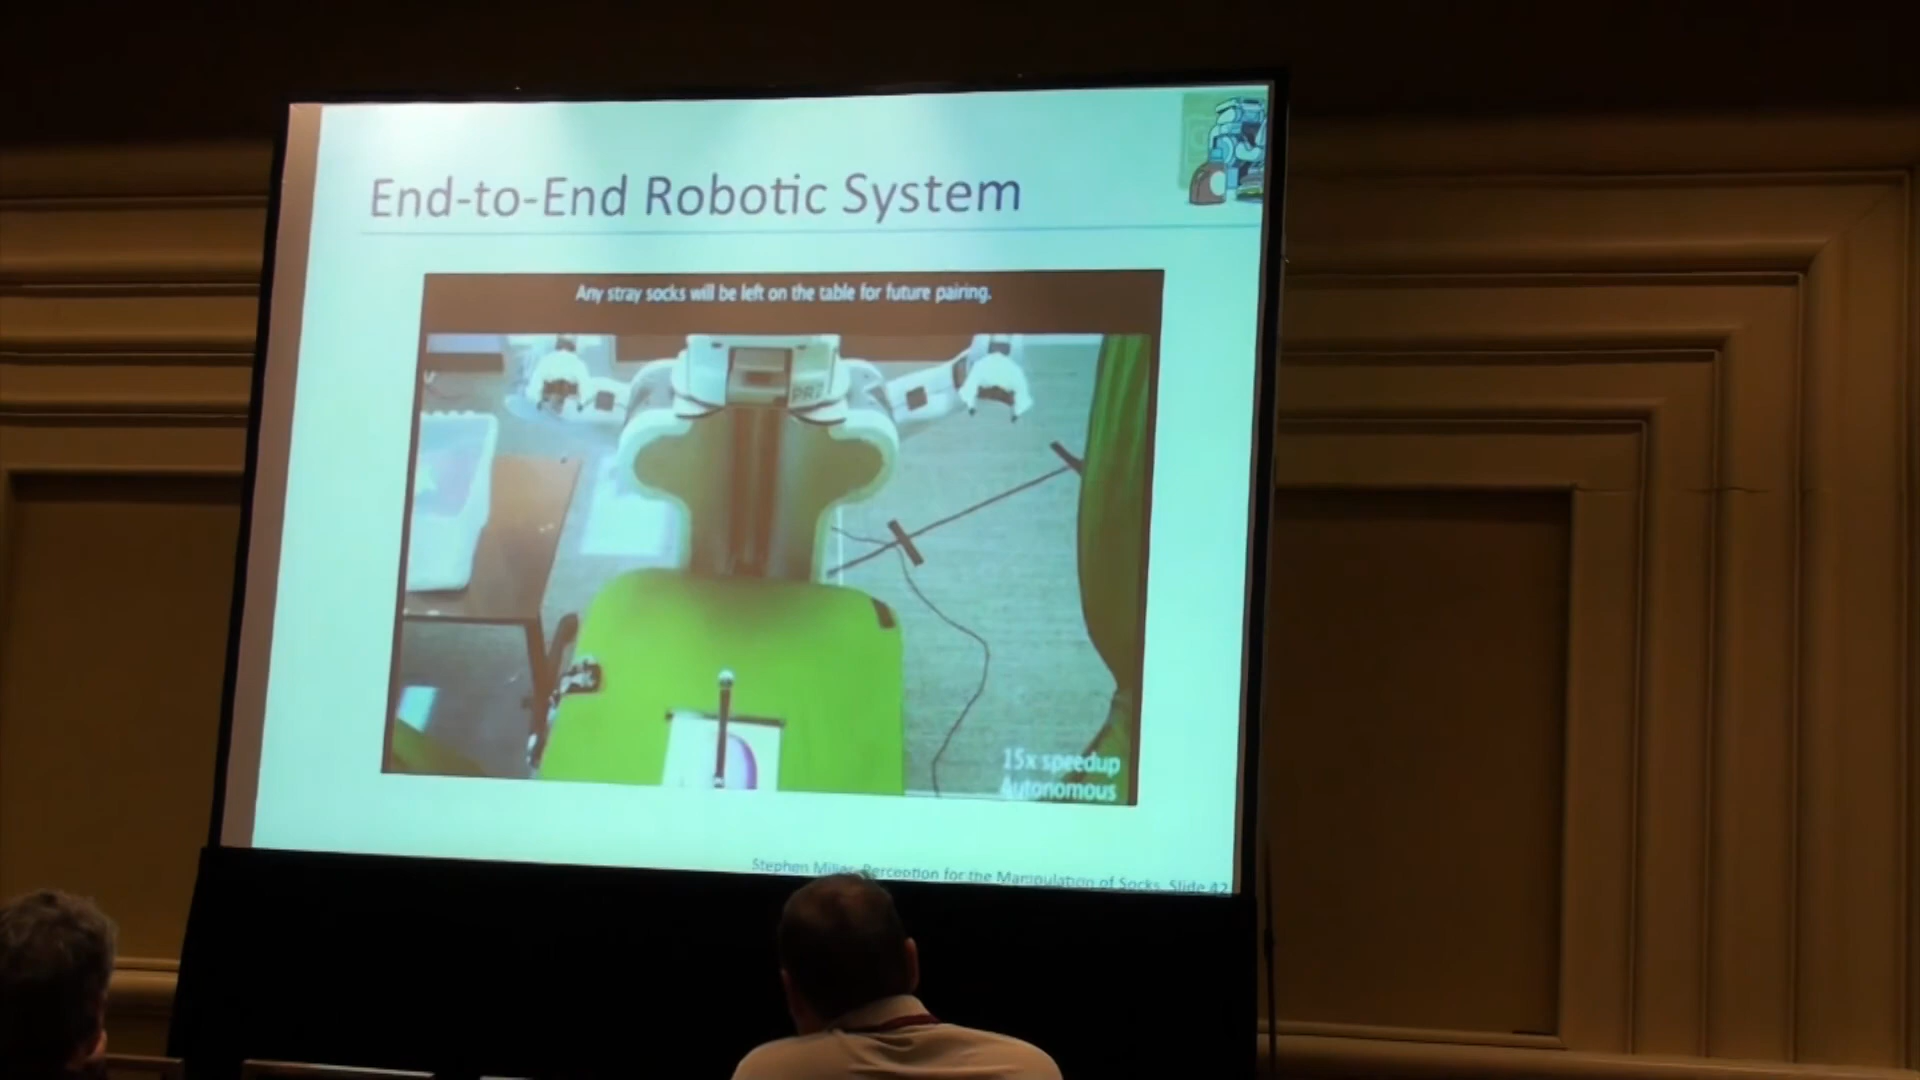 End-to-End Robotic System
Any stray socks will be left on the table for future pairing.
PR2
15x speedup
Autonomous
Stephen Miller, Perception for the Manipulation of Socks, Slide 42